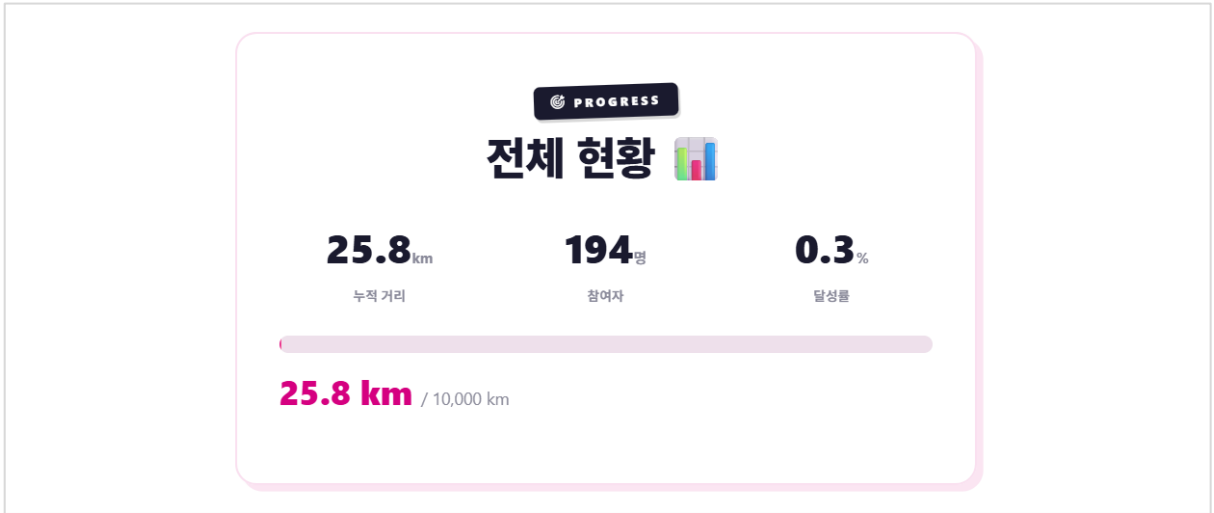 PROGRESS
전체 현황
25.8km 194명 0.3%
누적 거리 참여자 달성률
25.8 km / 10,000 km